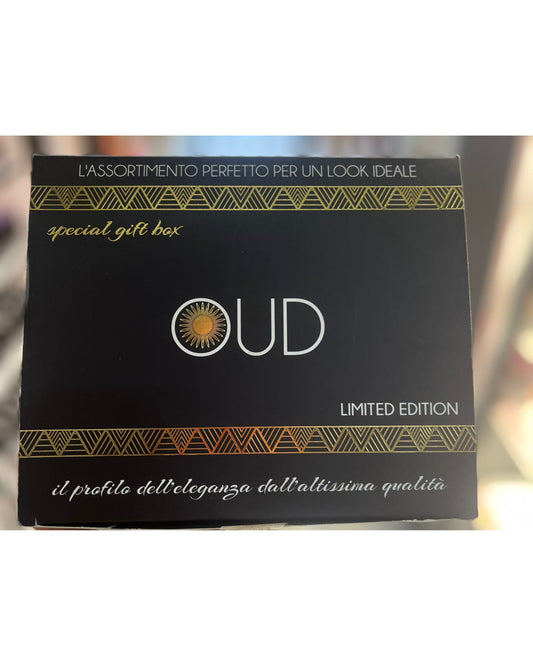 L'ASSORTIMENTO PERFETTO PER UN LOOK IDEALE
special gift box
OUD
LIMITED EDITION
il profilo dell'eleganza dall'altissima qualità